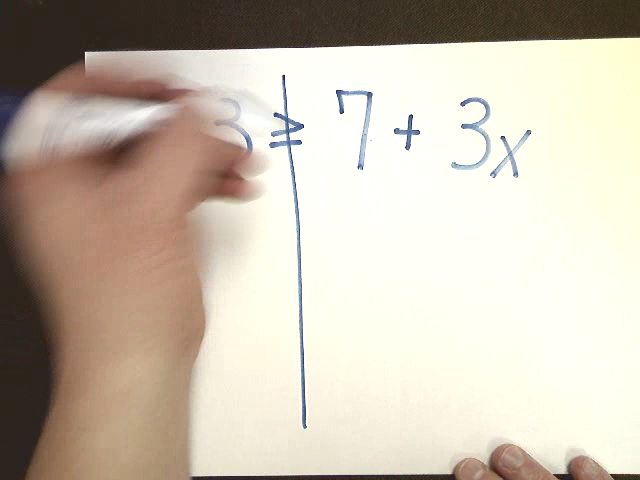 3 ≥ 7 + 3x